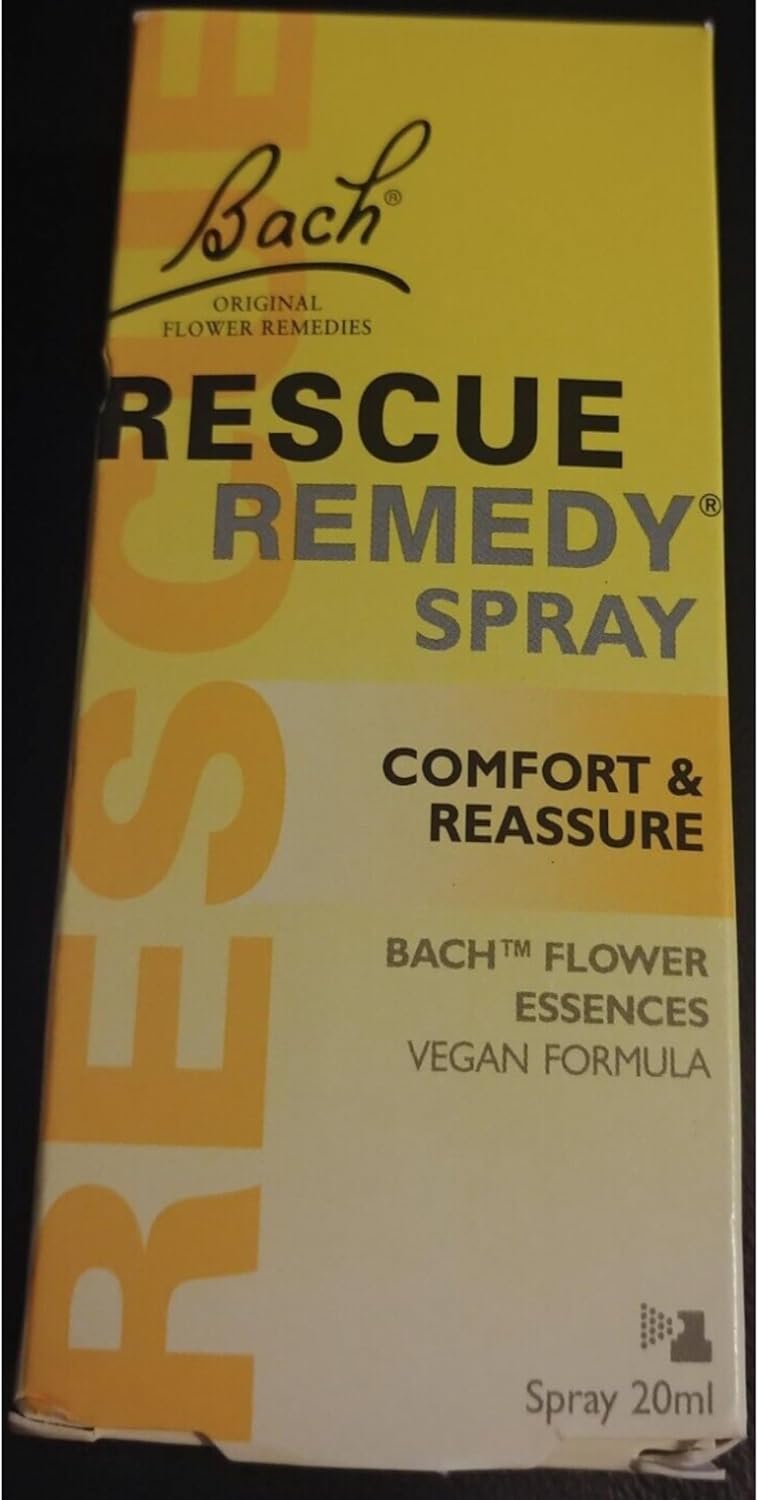 Bach®
ORIGINAL
FLOWER REMEDIES
RESCUE
REMEDY®
SPRAY
COMFORT &
REASSURE
BACH™ FLOWER
ESSENCES
VEGAN FORMULA
Spray 20ml
RESCUE